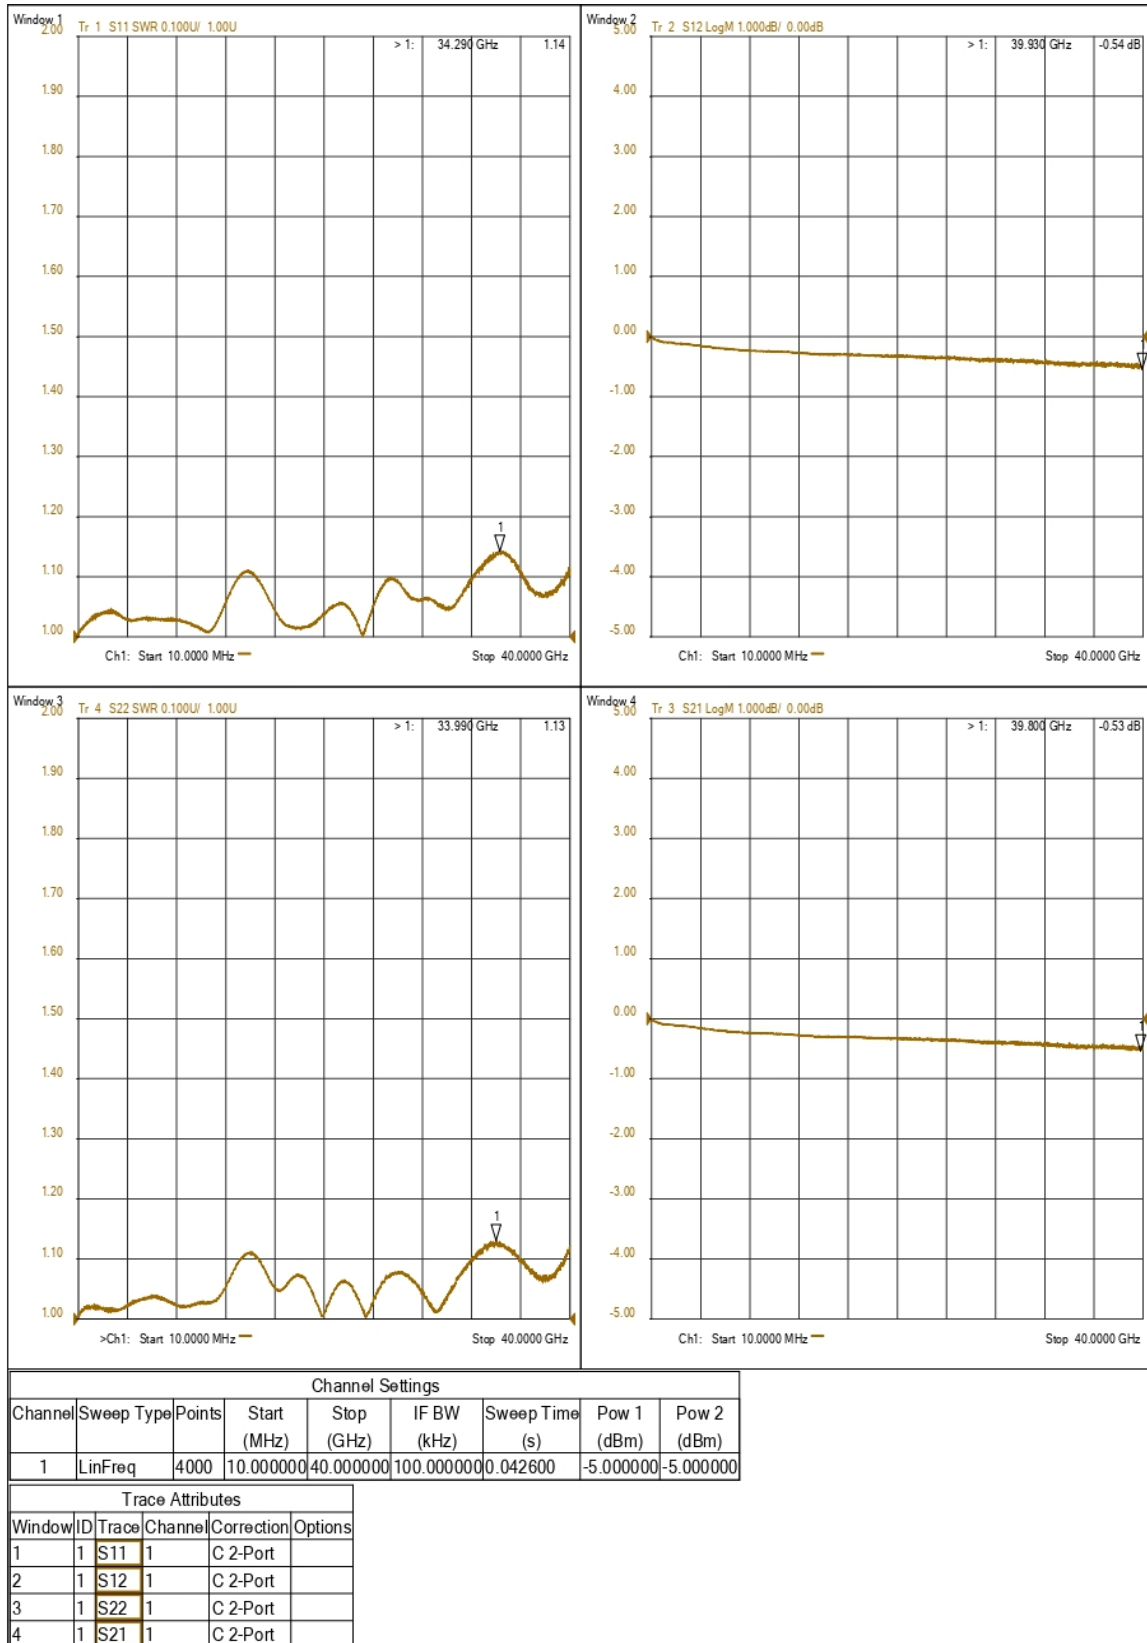 Window 1
Tr 1 S11 SWR 0.100U/ 1.00U
> 1: 34.290 GHz 1.14
2.00
1.90
1.80
1.70
1.60
1.50
1.40
1.30
1.20
1.10
1.00
1
Ch1: Start 10.0000 MHz
Stop 40.0000 GHz
Window 2
Tr 2 S12 LogM 1.000dB/ 0.00dB
> 1: 39.930 GHz -0.54 dB
5.00
4.00
3.00
2.00
1.00
0.00
-1.00
-2.00
-3.00
-4.00
-5.00
Ch1: Start 10.0000 MHz
Stop 40.0000 GHz
Window 3
Tr 4 S22 SWR 0.100U/ 1.00U
> 1: 33.990 GHz 1.13
2.00
1.90
1.80
1.70
1.60
1.50
1.40
1.30
1.20
1.10
1.00
1
>Ch1: Start 10.0000 MHz
Stop 40.0000 GHz
Window 4
Tr 3 S21 LogM 1.000dB/ 0.00dB
> 1: 39.800 GHz -0.53 dB
5.00
4.00
3.00
2.00
1.00
0.00
-1.00
-2.00
-3.00
-4.00
-5.00
1
Ch1: Start 10.0000 MHz
Stop 40.0000 GHz
Channel Settings
Channel Sweep Type Points Start Stop IF BW Sweep Time Pow 1 Pow 2
(MHz) (GHz) (kHz) (s) (dBm) (dBm)
1 LinFreq 4000 10.000000 40.000000 100.000000 0.042600 -5.000000 -5.000000
Trace Attributes
Window ID Trace Channel Correction Options
1 1 S11 1 C 2-Port
2 1 S12 1 C 2-Port
3 1 S22 1 C 2-Port
4 1 S21 1 C 2-Port